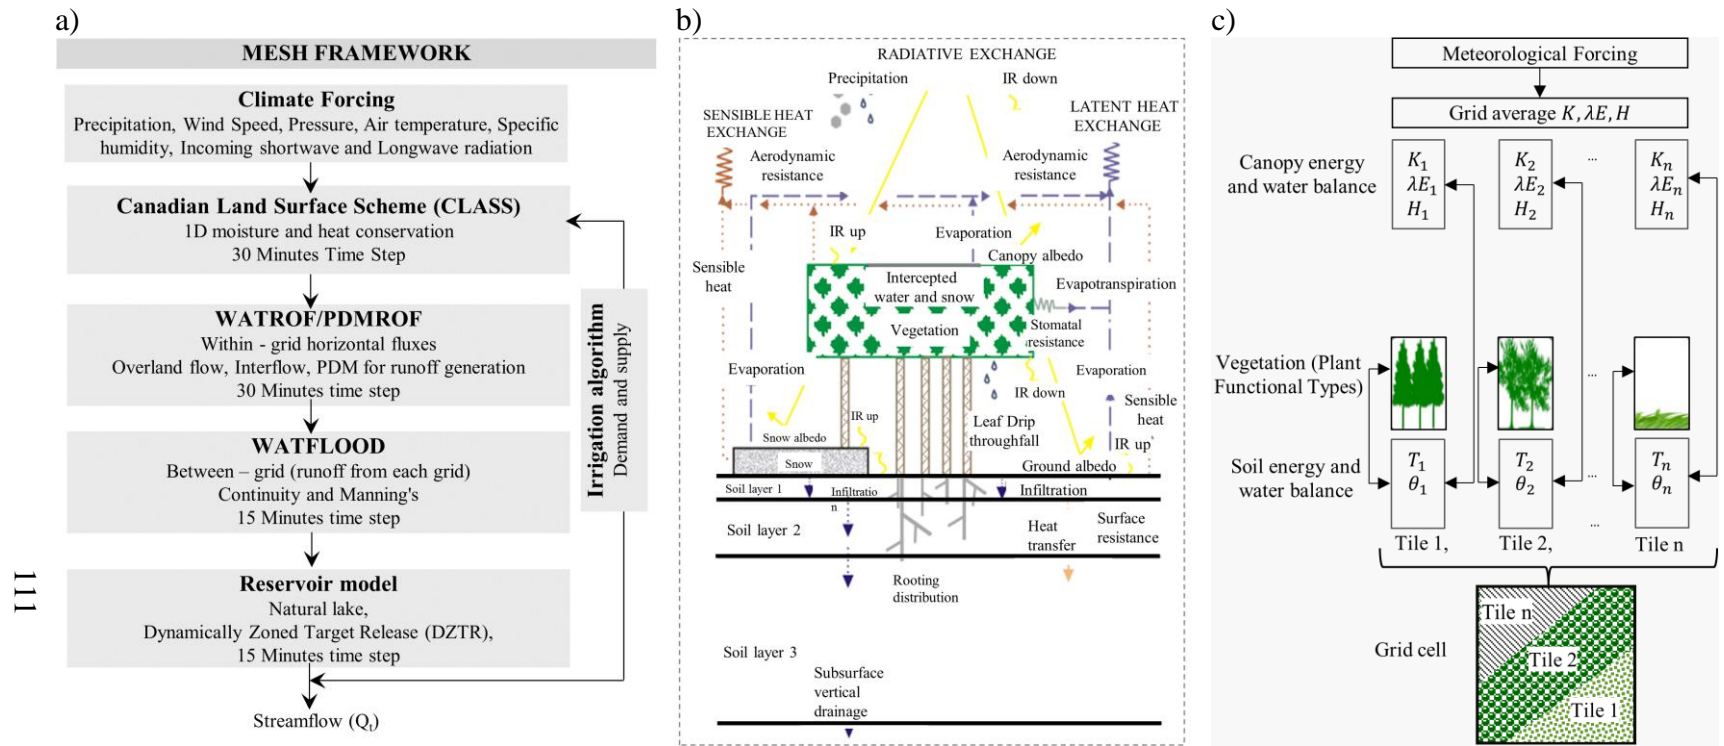 a)
MESH FRAMEWORK
Climate Forcing
Precipitation, Wind Speed, Pressure, Air temperature, Specific
humidity, Incoming shortwave and Longwave radiation
Canadian Land Surface Scheme (CLASS)
1D moisture and heat conservation
30 Minutes Time Step
WATROF/PDMROF
Within - grid horizontal fluxes
Overland flow, Interflow, PDM for runoff generation
30 Minutes time step
WATFLOOD
Between – grid (runoff from each grid)
Continuity and Manning's
15 Minutes time step
Reservoir model
Natural lake,
Dynamically Zoned Target Release (DZTR),
15 Minutes time step
Streamflow (Qt)
Irrigation algorithm
Demand and supply
111
b)
RADIATIVE EXCHANGE
Precipitation
IR down
SENSIBLE HEAT
EXCHANGE
LATENT HEAT
EXCHANGE
Aerodynamic
resistance
Aerodynamic
resistance
IR up
Evaporation
Canopy albedo
Sensible
heat
Intercepted
water and snow
Evapotranspiration
Vegetation
Stomatal
resistance
Evaporation
Evaporation
IR down
Sensible
heat
IR up
Leaf Drip
throughfall
Snow albedo
IR up
Snow
Ground albedo
Soil layer 1
Infiltratio
n
Infiltration
Soil layer 2
Heat
transfer
Surface
resistance
Rooting
distribution
Soil layer 3
Subsurface
vertical
drainage
c)
Meteorological Forcing
Grid average K, λE, H
Canopy energy
and water balance
K1
λE1
H1
K2
λE2
H2
...
Kn
λEn
Hn
Vegetation (Plant
Functional Types)
...
Soil energy and
water balance
T1
θ1
T2
θ2
...
Tn
θn
...
Tile 1,
Tile 2,
Tile n
Grid cell
Tile n
Tile 2
Tile 1